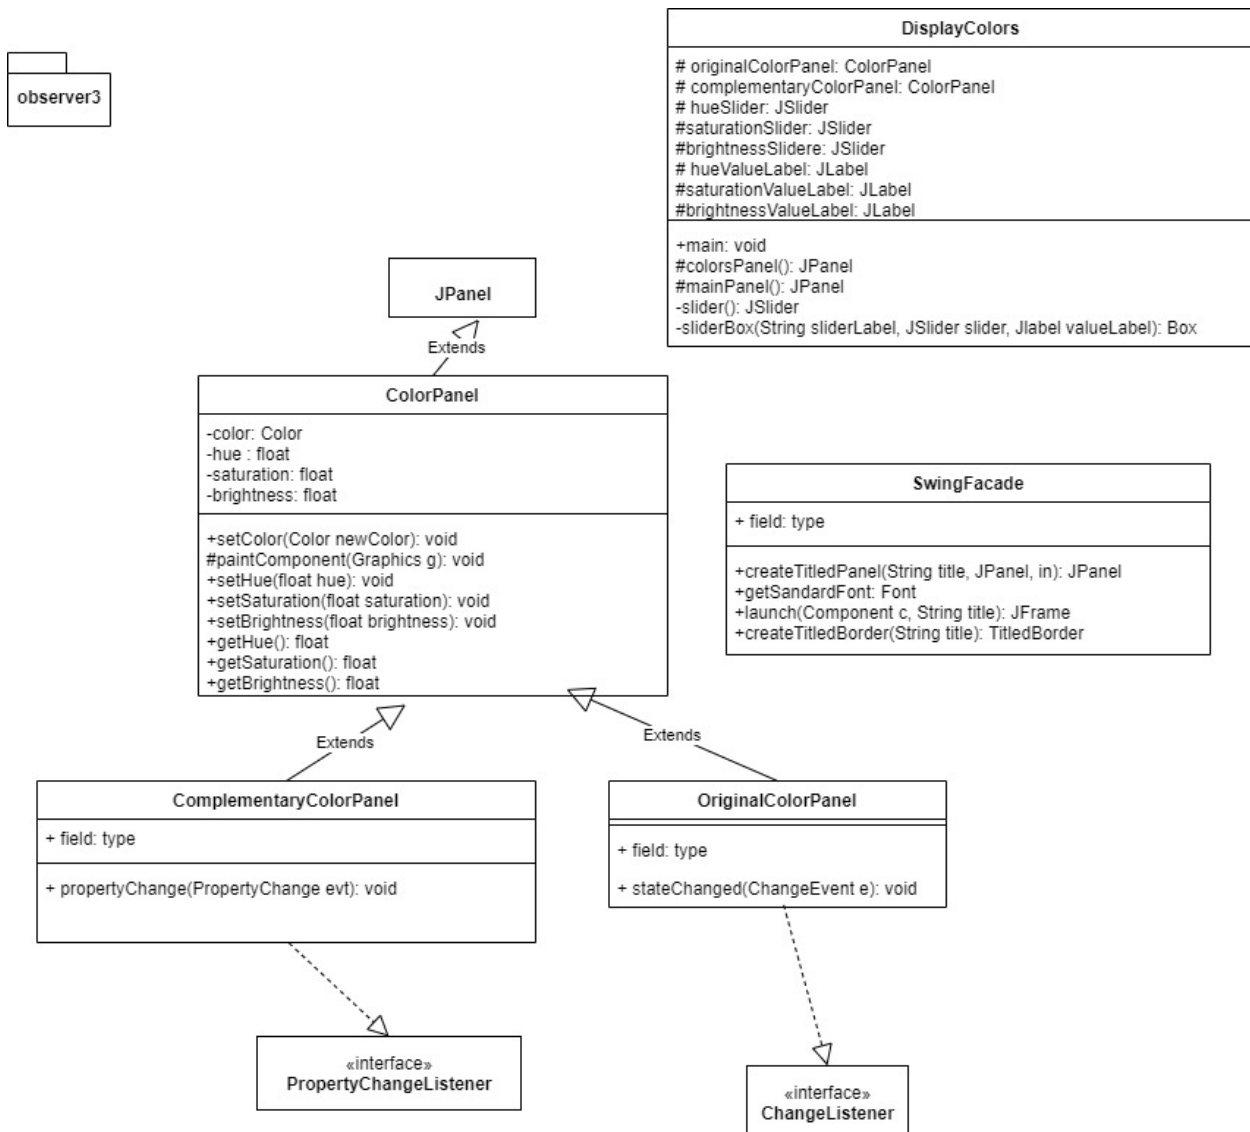 observer3
DisplayColors
# originalColorPanel: ColorPanel
# complementaryColorPanel: ColorPanel
# hueSlider: JSlider
#saturationSlider: JSlider
#brightnessSlidere: JSlider
# hueValueLabel: JLabel
#saturationValueLabel: JLabel
#brightnessValueLabel: JLabel
+main: void
#colorsPanel(): JPanel
#mainPanel(): JPanel
-slider(): JSlider
-sliderBox(String sliderLabel, JSlider slider, Jlabel valueLabel): Box
JPanel
Extends
ColorPanel
-color: Color
-hue : float
-saturation: float
-brightness: float
+setColor(Color newColor): void
#paintComponent(Graphics g): void
+setHue(float hue): void
+setSaturation(float saturation): void
+setBrightness(float brightness): void
+getHue(): float
+getSaturation(): float
+getBrightness(): float
SwingFacade
+ field: type
+createTitledPanel(String title, JPanel, in): JPanel
+getSandardFont: Font
+launch(Component c, String title): JFrame
+createTitledBorder(String title): TitledBorder
Extends
Extends
ComplementaryColorPanel
+ field: type
+ propertyChange(PropertyChange evt): void
OriginalColorPanel
+ field: type
+ stateChanged(ChangeEvent e): void
«interface»
PropertyChangeListener
«interface»
ChangeListener